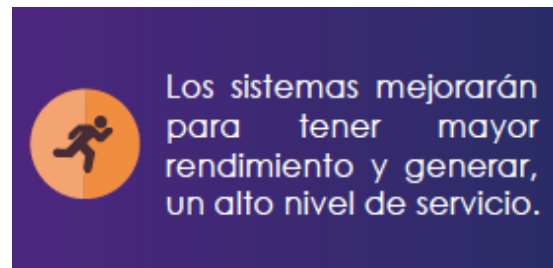 Los sistemas mejorarán
para tener mayor
rendimiento y generar,
un alto nivel de servicio.